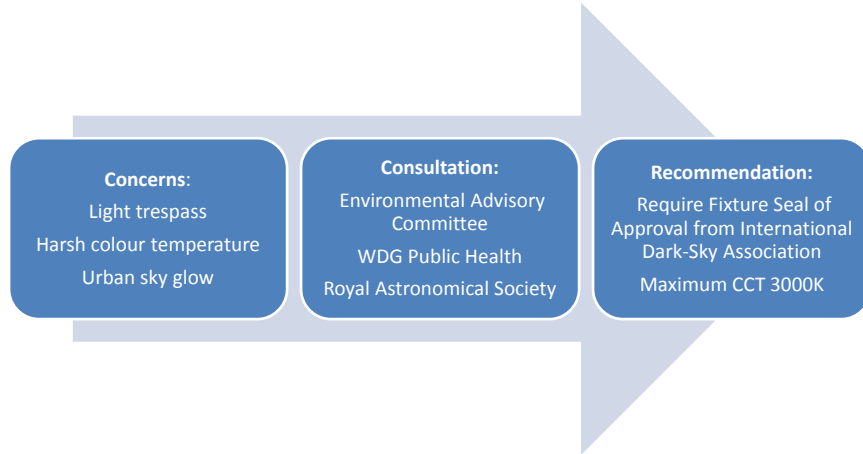 Concerns:
Light trespass
Harsh colour temperature
Urban sky glow
Consultation:
Environmental Advisory
Committee
WDG Public Health
Royal Astronomical Society
Recommendation:
Require Fixture Seal of
Approval from International
Dark-Sky Association
Maximum CCT 3000K